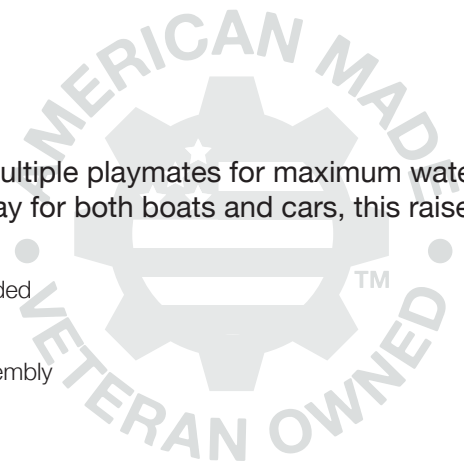 AMERICAN MADE
ultiple playmates for maximum wate
ay for both boats and cars, this raise
TM
ded
embly
VETERAN OWNED